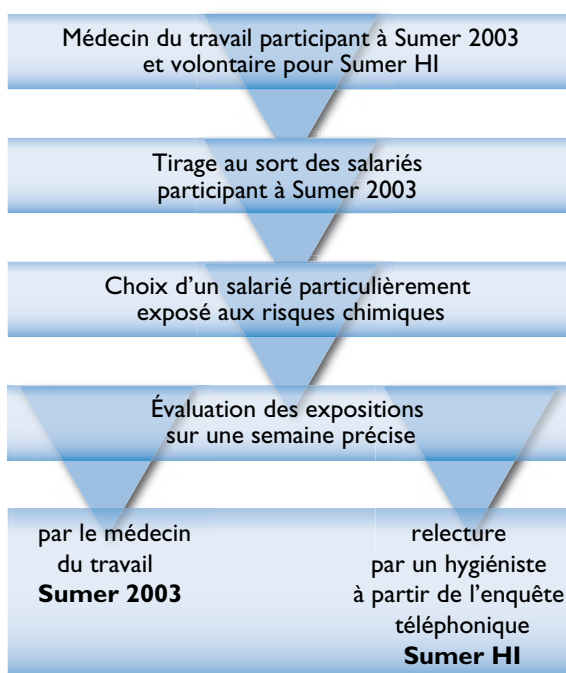 Médecin du travail participant à Sumer 2003
et volontaire pour Sumer HI
Tirage au sort des salariés
participant à Sumer 2003
Choix d'un salarié particulièrement
exposé aux risques chimiques
Évaluation des expositions
sur une semaine précise
par le médecin
du travail
Sumer 2003
relecture
par un hygiéniste
à partir de l'enquête
téléphonique
Sumer HI